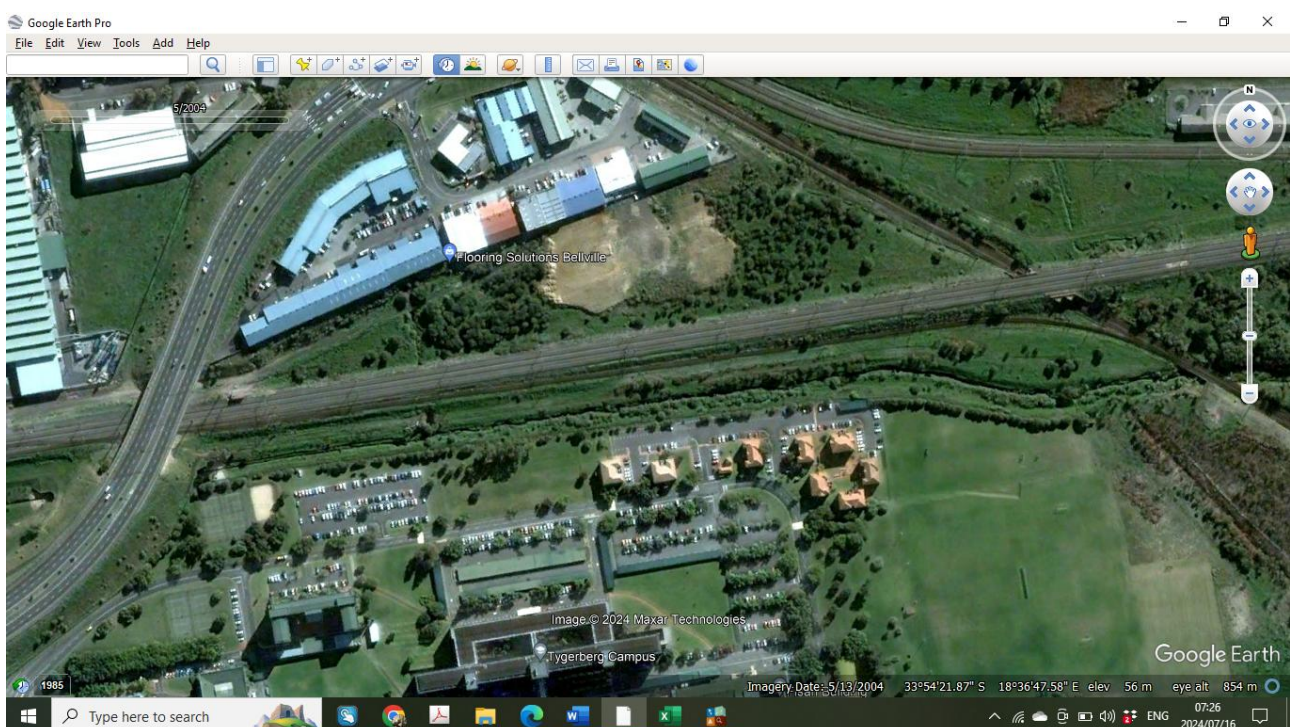 Google Earth Pro
File Edit View Tools Add Help
5/2004
N
Flooring Solutions Bellville
Image © 2024 Maxar Technologies
Tygerberg Campus
Google Earth
1985
Imagery Date: 5/13/2004 33°54'21.87" S 18°36'47.58" E elev 56 m eye alt 854 m
Type here to search
ENG
07:26
2024/07/16